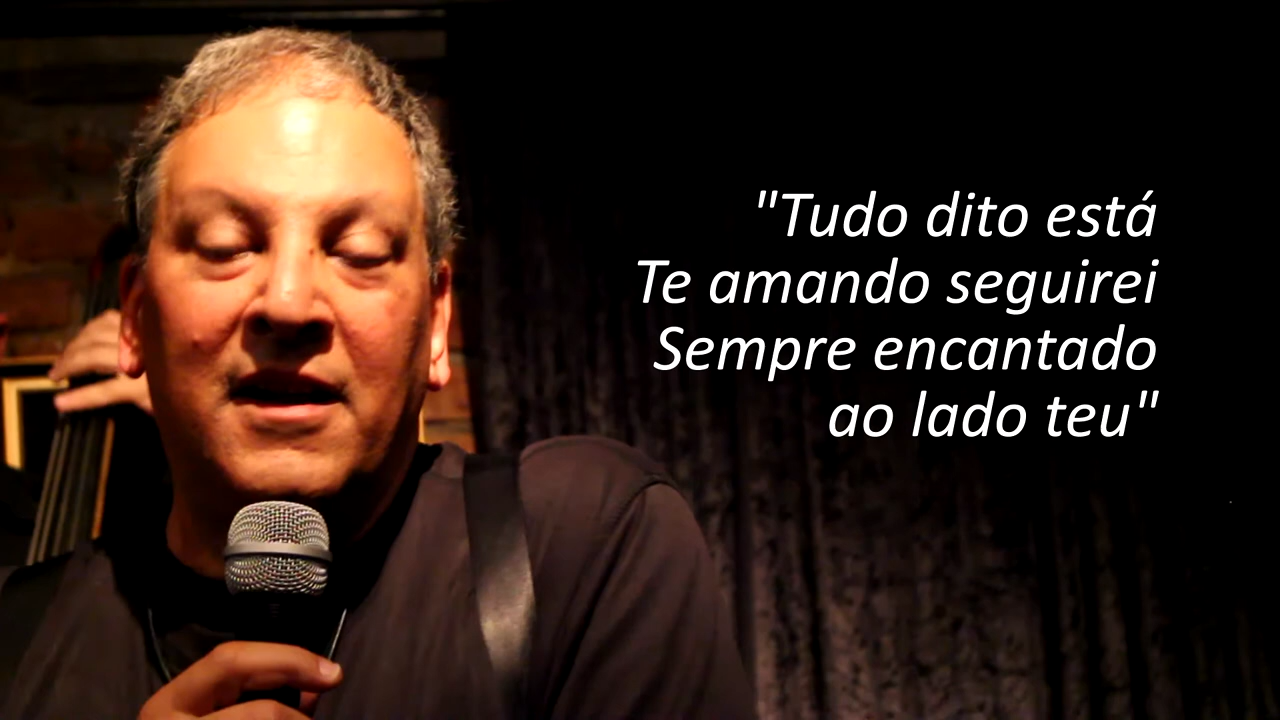 "Tudo dito está
Te amando seguirei
Sempre encantado
ao lado teu"